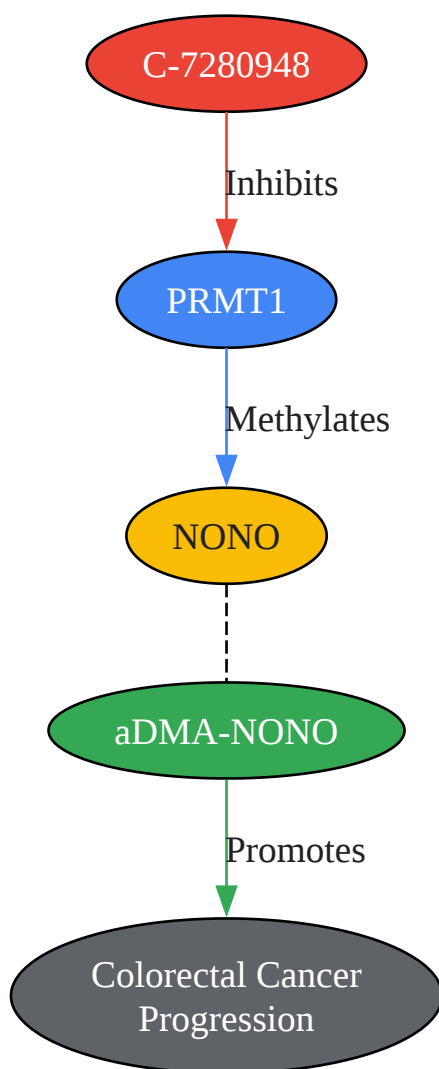 C-7280948
Inhibits
PRMT1
Methylates
NONO
aDMA-NONO
Promotes
Colorectal Cancer
Progression